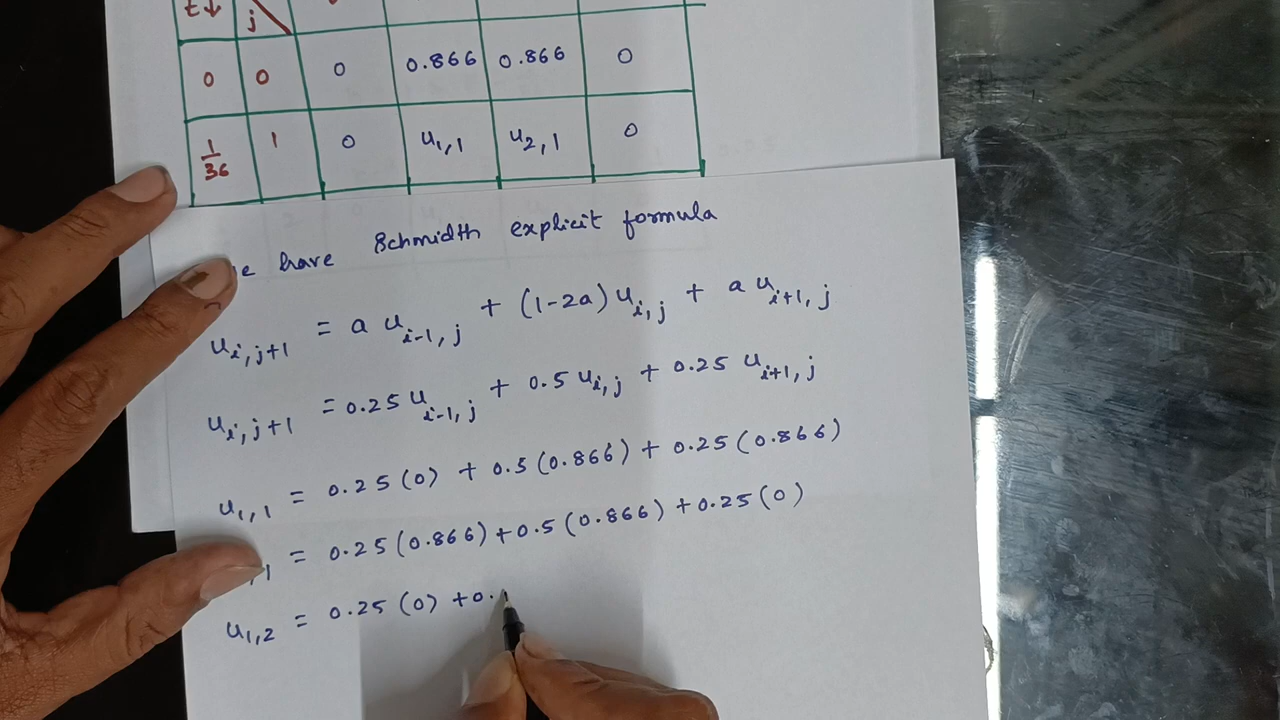 t↓ j
0 0 0 0.866 0.866 0
1/36 1 0 u1,1 u2,1 0
have Schmidth explicit formula
ui,j+1 = a ui-1,j + (1-2a) ui,j + a ui+1,j
ui,j+1 = 0.25 ui-1,j + 0.5 ui,j + 0.25 ui+1,j
u1,1 = 0.25(0) + 0.5(0.866) + 0.25(0.866)
,1 = 0.25(0.866) + 0.5(0.866) + 0.25(0)
u1,2 = 0.25(0) + 0.